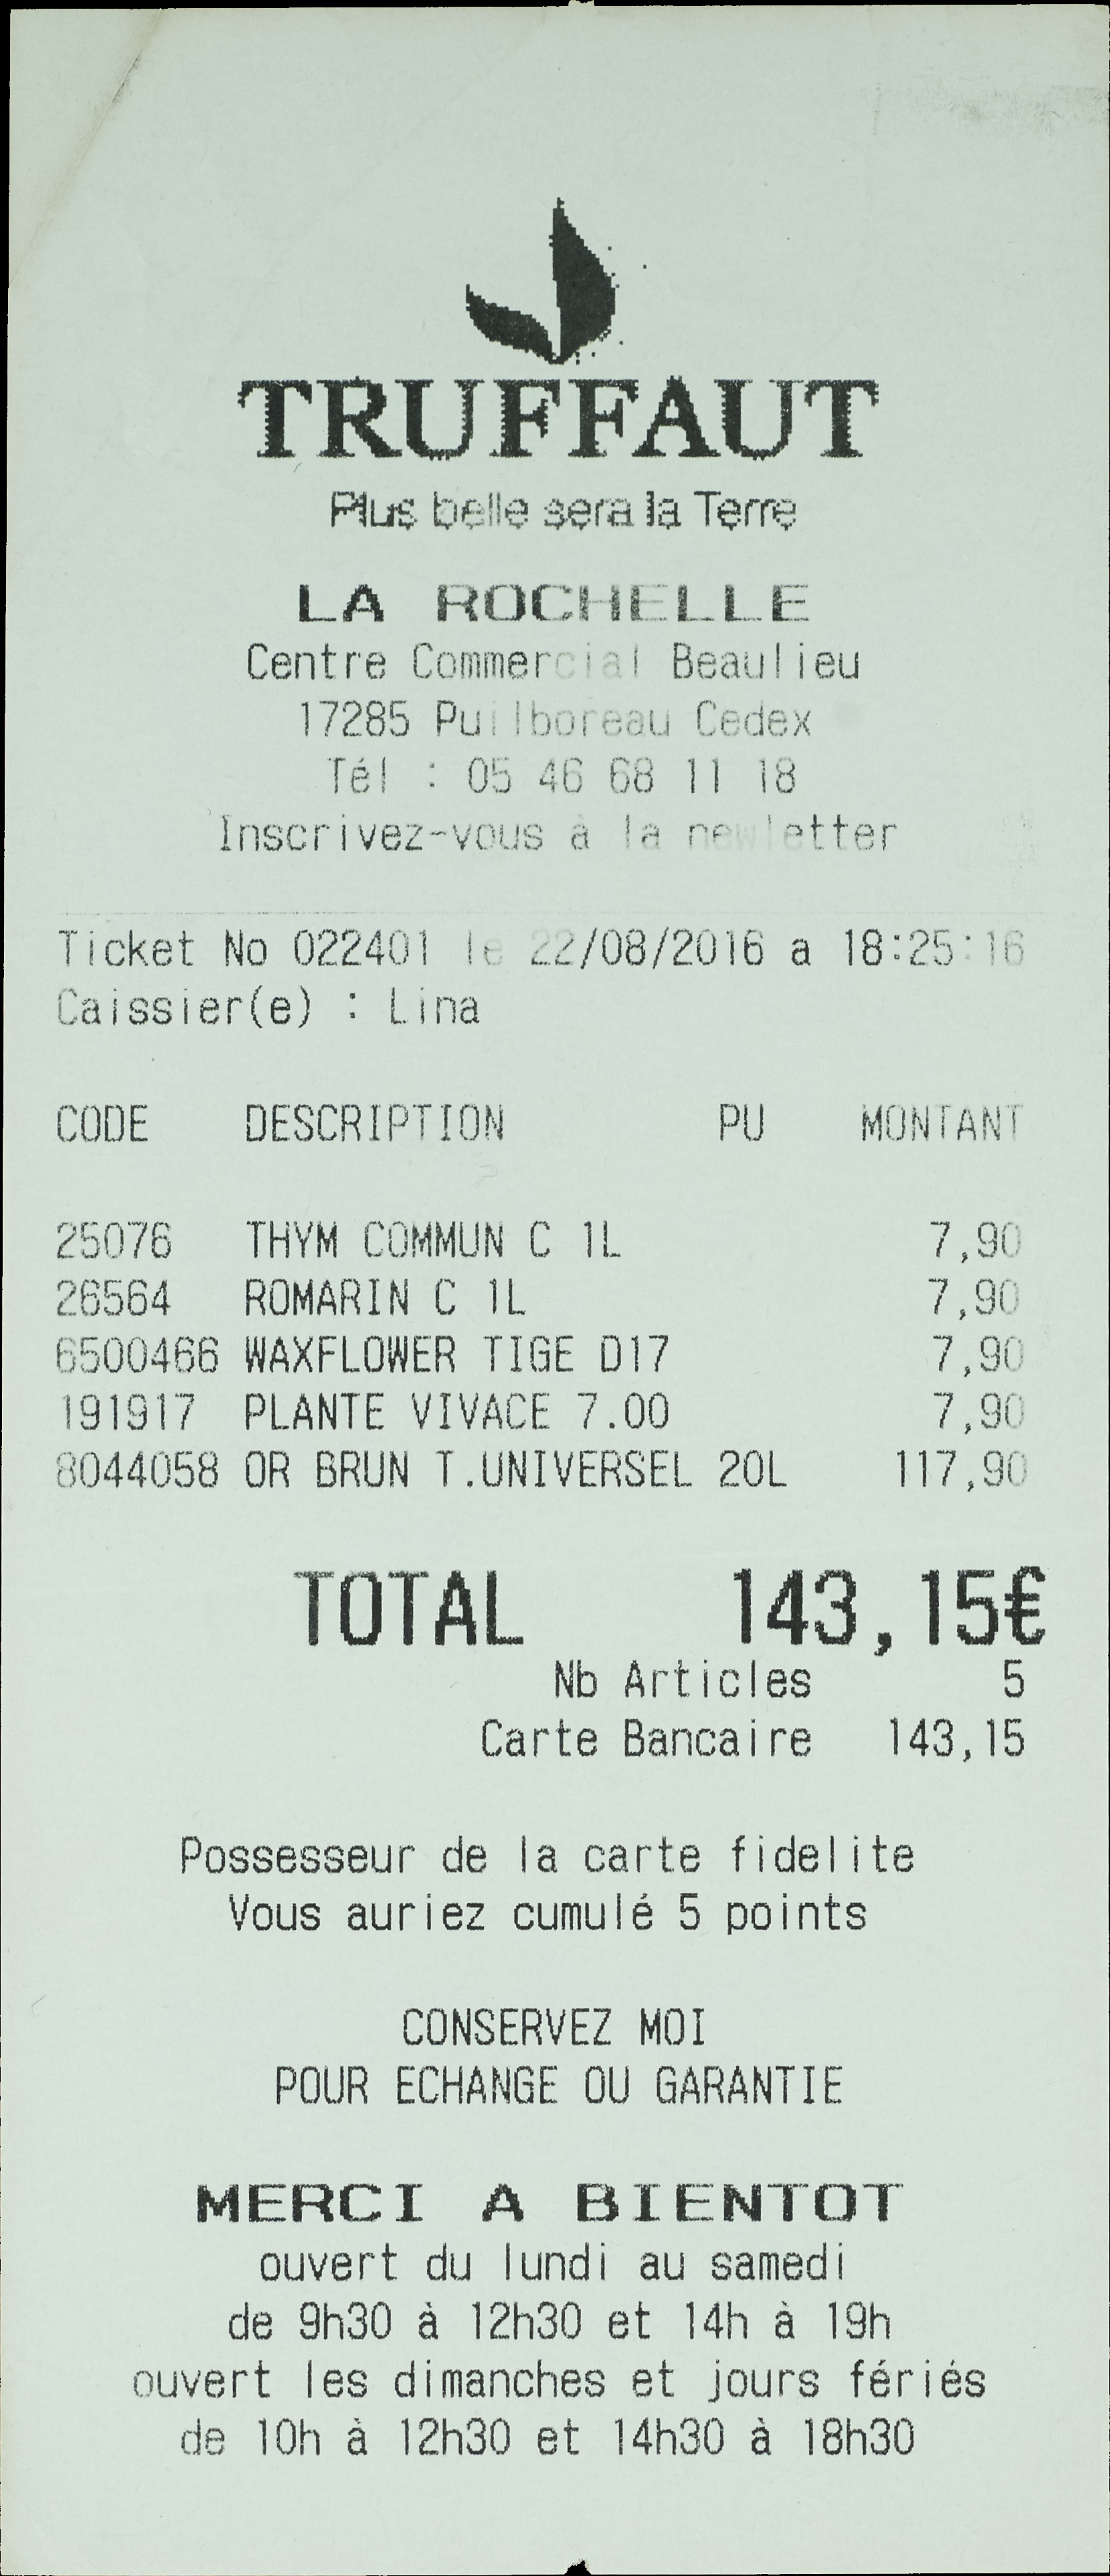 TRUFFAUT
Plus belle sera la Terre
LA ROCHELLE
Centre Commercial Beaulieu
17285 Puilboreau Cedex
Tél : 05 46 68 11 18
Inscrivez-vous à la newletter
Ticket No 022401 le 22/08/2016 a 18:25:16
Caissier(e) : Lina
CODE DESCRIPTION PU MONTANT
25076 THYM COMMUN C 1L 7,90
26564 ROMARIN C 1L 7,90
6500466 WAXFLOWER TIGE D17 7,90
191917 PLANTE VIVACE 7.00 7,90
8044058 OR BRUN T.UNIVERSEL 20L 117,90
TOTAL 143,15€
Nb Articles 5
Carte Bancaire 143,15
Possesseur de la carte fidelite
Vous auriez cumulé 5 points
CONSERVEZ MOI
POUR ECHANGE OU GARANTIE
MERCI A BIENTOT
ouvert du lundi au samedi
de 9h30 à 12h30 et 14h à 19h
ouvert les dimanches et jours fériés
de 10h à 12h30 et 14h30 à 18h30